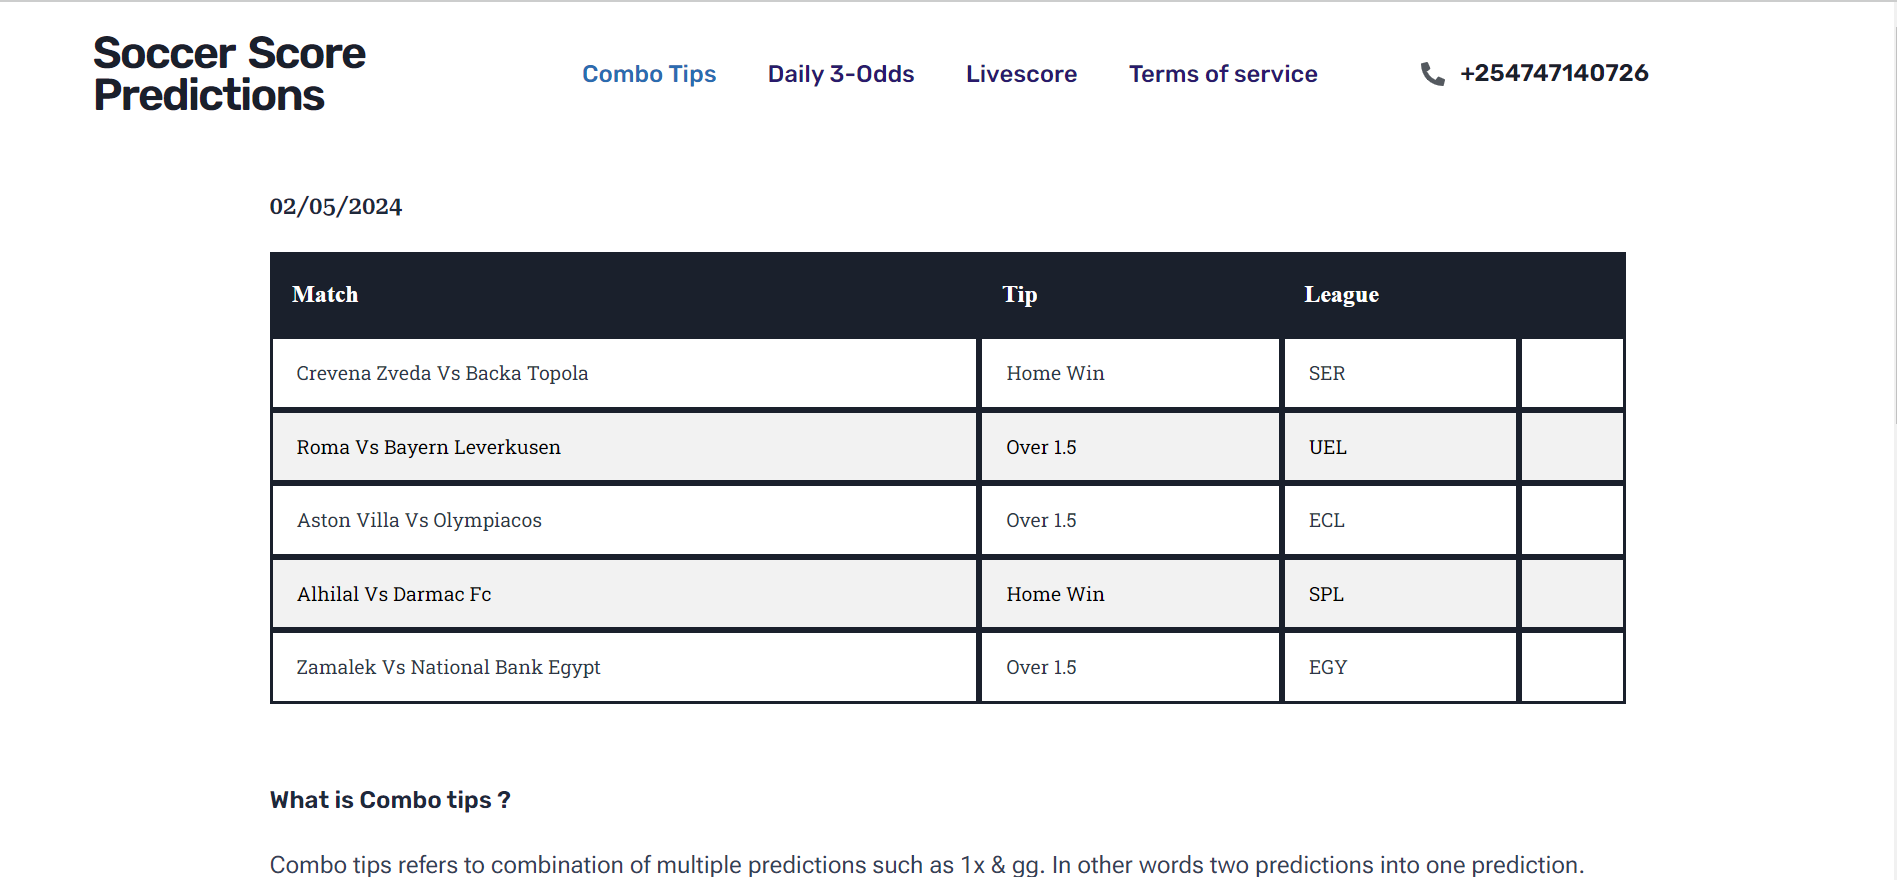 Soccer Score
Predictions
Combo Tips Daily 3-Odds Livescore Terms of service +254747140726
02/05/2024
Match Tip League
Crevena Zveda Vs Backa Topola Home Win SER
Roma Vs Bayern Leverkusen Over 1.5 UEL
Aston Villa Vs Olympiacos Over 1.5 ECL
Alhilal Vs Darmac Fc Home Win SPL
Zamalek Vs National Bank Egypt Over 1.5 EGY
What is Combo tips ?
Combo tips refers to combination of multiple predictions such as 1x & gg. In other words two predictions into one prediction.